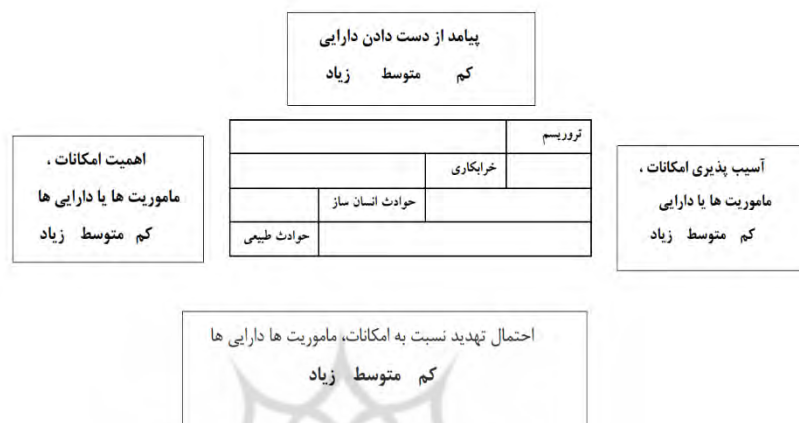 پیامد از دست دادن دارایی
کم متوسط زیاد
تروریسم
خرابکاری
حوادث انسان ساز
حوادث طبیعی
آسیب پذیری امکانات ،
ماموریت ها یا دارایی
کم متوسط زیاد
اهمیت امکانات ،
ماموریت ها یا دارایی ها
کم متوسط زیاد
احتمال تهدید نسبت به امکانات، ماموریت ها دارایی ها
کم متوسط زیاد